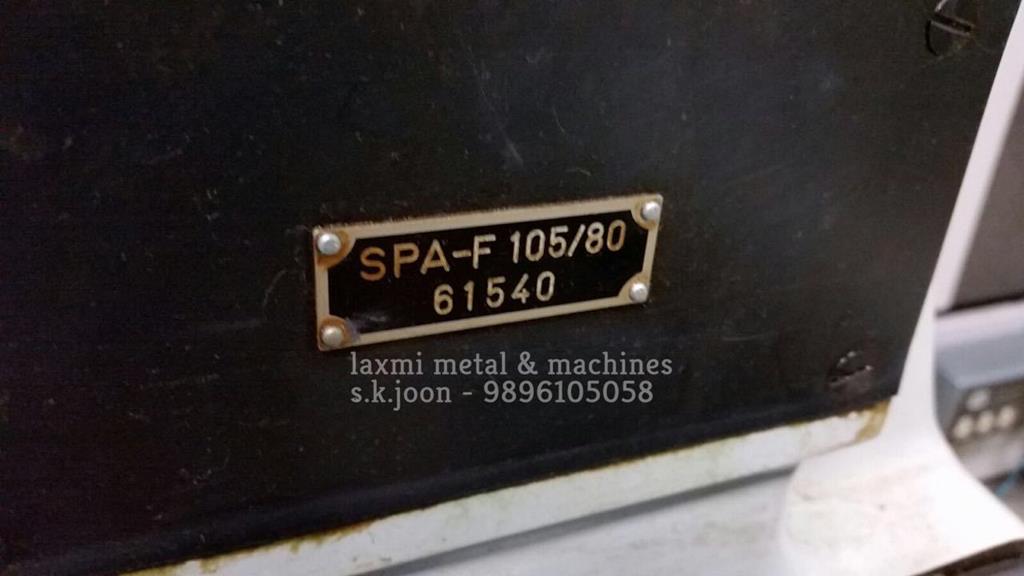 SPA-F 105/80
61540
laxmi metal & machines
s.k.joon - 9896105058